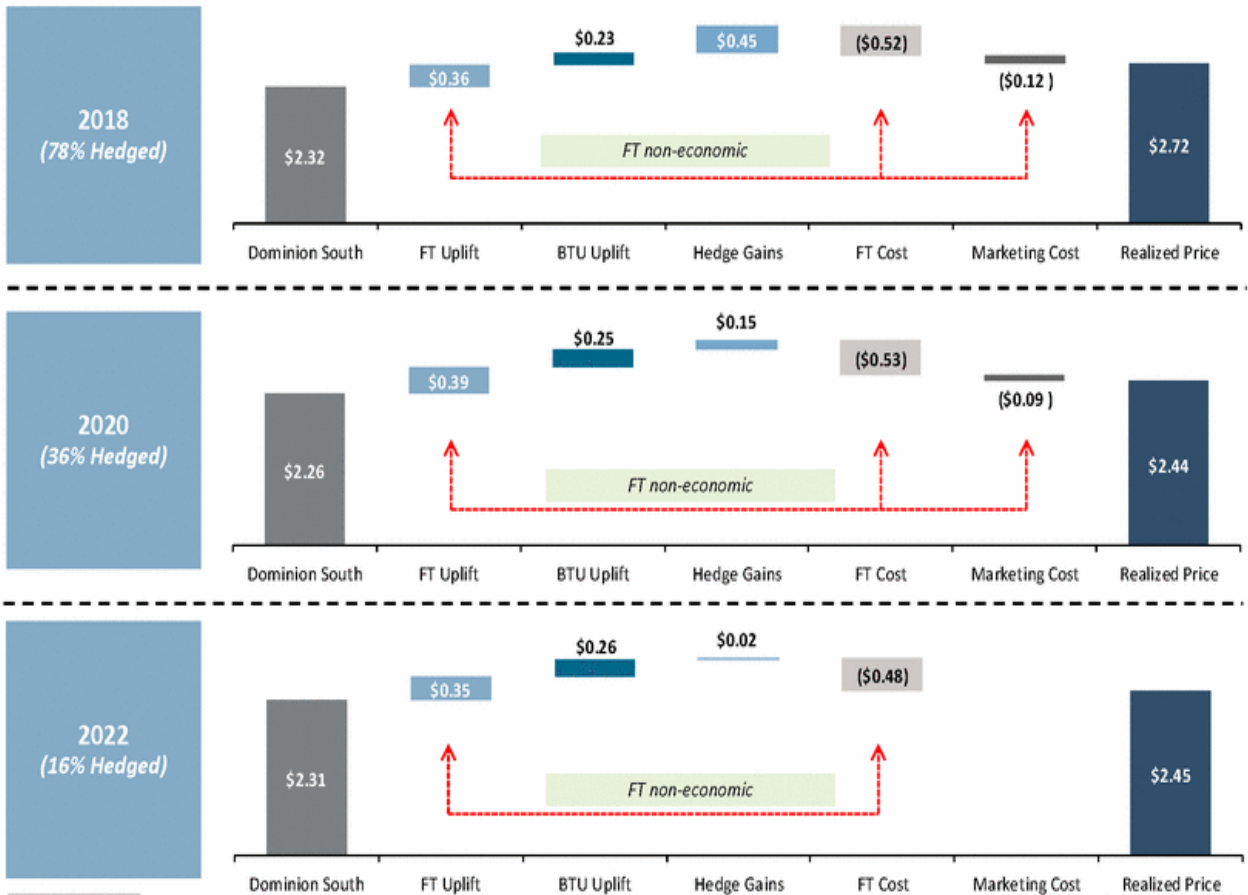 2018
(78% Hedged)
$2.32
$0.36
$0.23
$0.45
($0.52)
($0.12 )
$2.72
FT non-economic
Dominion South FT Uplift BTU Uplift Hedge Gains FT Cost Marketing Cost Realized Price
2020
(36% Hedged)
$2.26
$0.39
$0.25
$0.15
($0.53)
($0.09 )
$2.44
FT non-economic
Dominion South FT Uplift BTU Uplift Hedge Gains FT Cost Marketing Cost Realized Price
2022
(16% Hedged)
$2.31
$0.35
$0.26
$0.02
($0.48)
$2.45
FT non-economic
Dominion South FT Uplift BTU Uplift Hedge Gains FT Cost Marketing Cost Realized Price